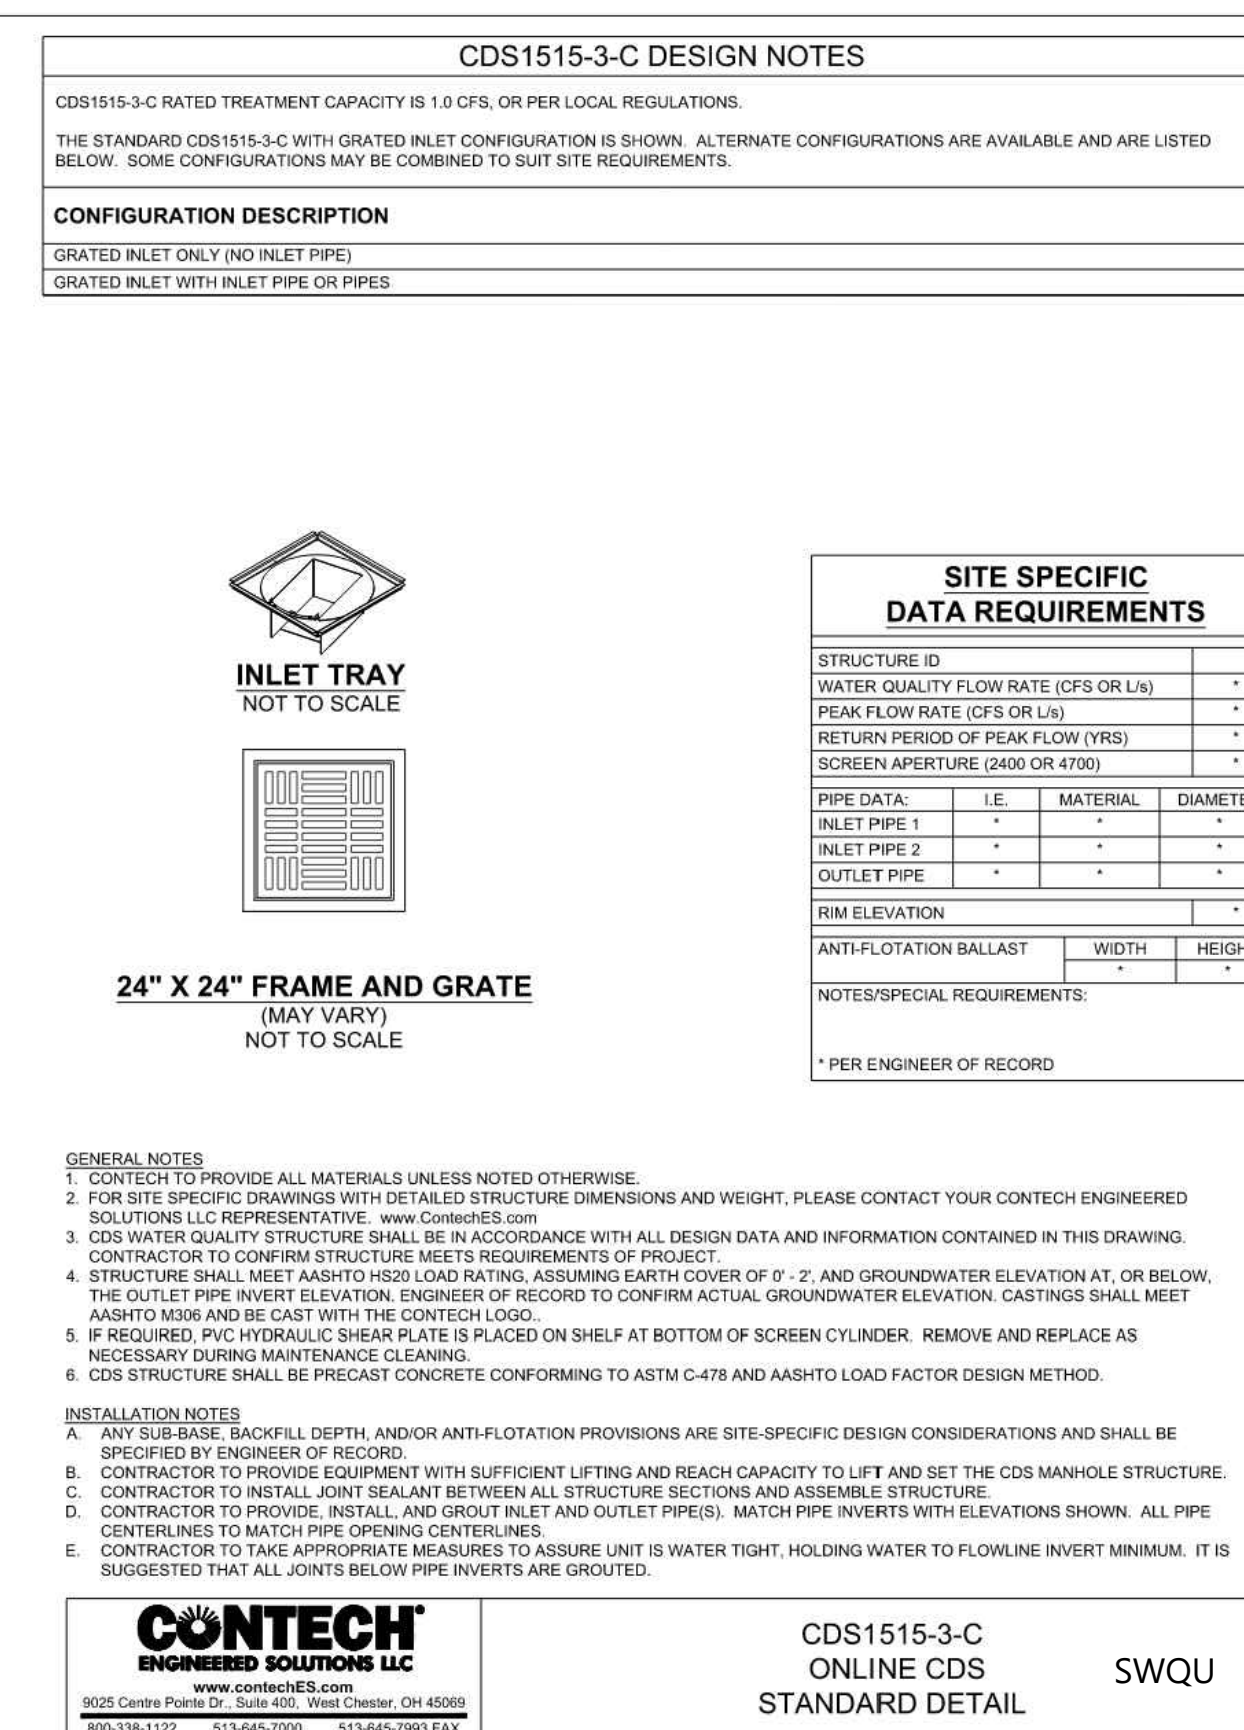 CDS1515-3-C DESIGN NOTES
CDS1515-3-C RATED TREATMENT CAPACITY IS 1.0 CFS, OR PER LOCAL REGULATIONS.
THE STANDARD CDS1515-3-C WITH GRATED INLET CONFIGURATION IS SHOWN. ALTERNATE CONFIGURATIONS ARE AVAILABLE AND ARE LISTED
BELOW. SOME CONFIGURATIONS MAY BE COMBINED TO SUIT SITE REQUIREMENTS.
CONFIGURATION DESCRIPTION
GRATED INLET ONLY (NO INLET PIPE)
GRATED INLET WITH INLET PIPE OR PIPES
INLET TRAY
NOT TO SCALE
24" X 24" FRAME AND GRATE
(MAY VARY)
NOT TO SCALE
SITE SPECIFIC
DATA REQUIREMENTS
STRUCTURE ID
WATER QUALITY FLOW RATE (CFS OR L/s) *
PEAK FLOW RATE (CFS OR L/s) *
RETURN PERIOD OF PEAK FLOW (YRS) *
SCREEN APERTURE (2400 OR 4700) *
PIPE DATA: I.E. MATERIAL DIAMETE
INLET PIPE 1 * * *
INLET PIPE 2 * * *
OUTLET PIPE * * *
RIM ELEVATION *
ANTI-FLOTATION BALLAST WIDTH HEIGH
* *
NOTES/SPECIAL REQUIREMENTS:
* PER ENGINEER OF RECORD
GENERAL NOTES
1. CONTECH TO PROVIDE ALL MATERIALS UNLESS NOTED OTHERWISE.
2. FOR SITE SPECIFIC DRAWINGS WITH DETAILED STRUCTURE DIMENSIONS AND WEIGHT, PLEASE CONTACT YOUR CONTECH ENGINEERED
SOLUTIONS LLC REPRESENTATIVE. www.ContechES.com
3. CDS WATER QUALITY STRUCTURE SHALL BE IN ACCORDANCE WITH ALL DESIGN DATA AND INFORMATION CONTAINED IN THIS DRAWING.
CONTRACTOR TO CONFIRM STRUCTURE MEETS REQUIREMENTS OF PROJECT.
4. STRUCTURE SHALL MEET AASHTO HS20 LOAD RATING, ASSUMING EARTH COVER OF 0' - 2', AND GROUNDWATER ELEVATION AT, OR BELOW,
THE OUTLET PIPE INVERT ELEVATION. ENGINEER OF RECORD TO CONFIRM ACTUAL GROUNDWATER ELEVATION. CASTINGS SHALL MEET
AASHTO M306 AND BE CAST WITH THE CONTECH LOGO..
5. IF REQUIRED, PVC HYDRAULIC SHEAR PLATE IS PLACED ON SHELF AT BOTTOM OF SCREEN CYLINDER. REMOVE AND REPLACE AS
NECESSARY DURING MAINTENANCE CLEANING.
6. CDS STRUCTURE SHALL BE PRECAST CONCRETE CONFORMING TO ASTM C-478 AND AASHTO LOAD FACTOR DESIGN METHOD.
INSTALLATION NOTES
A. ANY SUB-BASE, BACKFILL DEPTH, AND/OR ANTI-FLOTATION PROVISIONS ARE SITE-SPECIFIC DESIGN CONSIDERATIONS AND SHALL BE
SPECIFIED BY ENGINEER OF RECORD.
B. CONTRACTOR TO PROVIDE EQUIPMENT WITH SUFFICIENT LIFTING AND REACH CAPACITY TO LIFT AND SET THE CDS MANHOLE STRUCTURE.
C. CONTRACTOR TO INSTALL JOINT SEALANT BETWEEN ALL STRUCTURE SECTIONS AND ASSEMBLE STRUCTURE.
D. CONTRACTOR TO PROVIDE, INSTALL, AND GROUT INLET AND OUTLET PIPE(S). MATCH PIPE INVERTS WITH ELEVATIONS SHOWN. ALL PIPE
CENTERLINES TO MATCH PIPE OPENING CENTERLINES.
E. CONTRACTOR TO TAKE APPROPRIATE MEASURES TO ASSURE UNIT IS WATER TIGHT, HOLDING WATER TO FLOWLINE INVERT MINIMUM. IT IS
SUGGESTED THAT ALL JOINTS BELOW PIPE INVERTS ARE GROUTED.
CONTECH
ENGINEERED SOLUTIONS LLC
www.contechES.com
9025 Centre Pointe Dr., Suite 400, West Chester, OH 45069
800-338-1122 513-645-7000 513-645-7993 FAX
CDS1515-3-C
ONLINE CDS
STANDARD DETAIL
SWQU